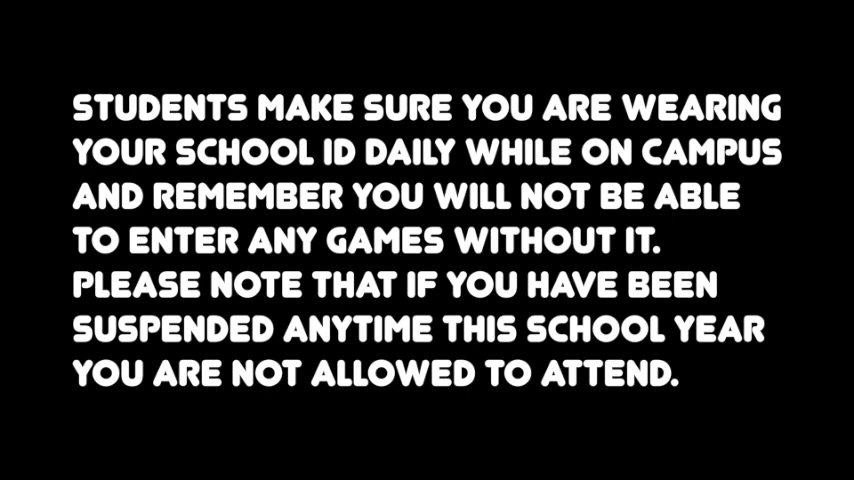 STUDENTS MAKE SURE YOU ARE WEARING
YOUR SCHOOL ID DAILY WHILE ON CAMPUS
AND REMEMBER YOU WILL NOT BE ABLE
TO ENTER ANY GAMES WITHOUT IT.
PLEASE NOTE THAT IF YOU HAVE BEEN
SUSPENDED ANYTIME THIS SCHOOL YEAR
YOU ARE NOT ALLOWED TO ATTEND.